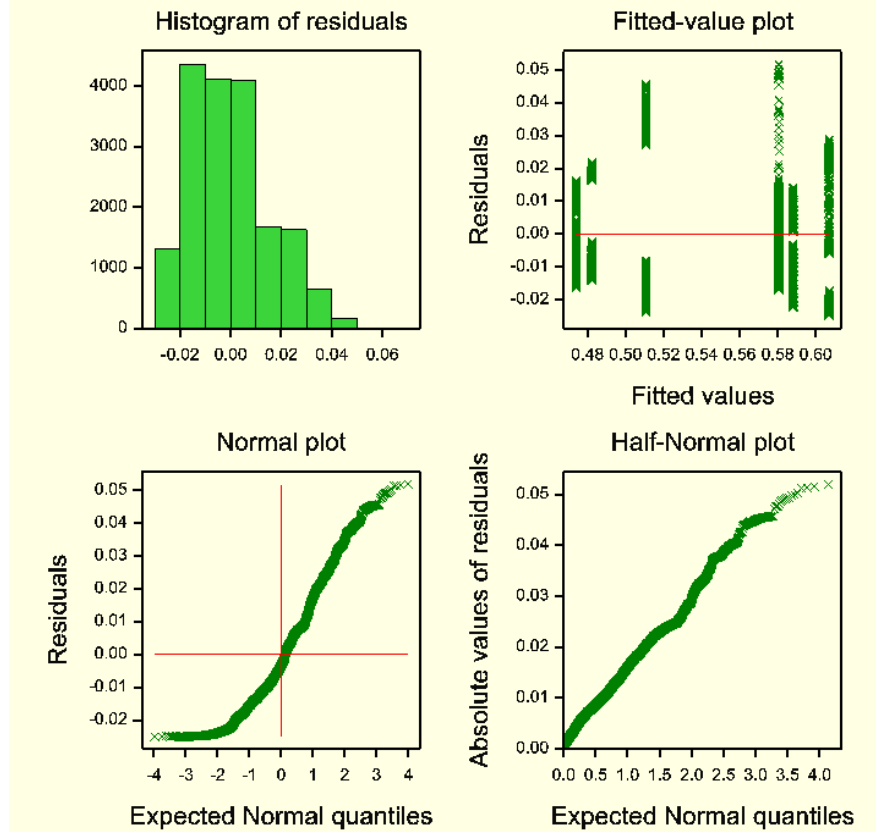 Histogram of residuals
4000
3000
2000
1000
0
-0.02 0.00 0.02 0.04 0.06
Fitted-value plot
Residuals
0.05
0.04
0.03
0.02
0.01
0.00
-0.01
-0.02
0.48 0.50 0.52 0.54 0.56 0.58 0.60
Fitted values
Normal plot
Residuals
0.05
0.04
0.03
0.02
0.01
0.00
-0.01
-0.02
-4 -3 -2 -1 0 1 2 3 4
Expected Normal quantiles
Half-Normal plot
Absolute values of residuals
0.05
0.04
0.03
0.02
0.01
0.00
0.0 0.5 1.0 1.5 2.0 2.5 3.0 3.5 4.0
Expected Normal quantiles